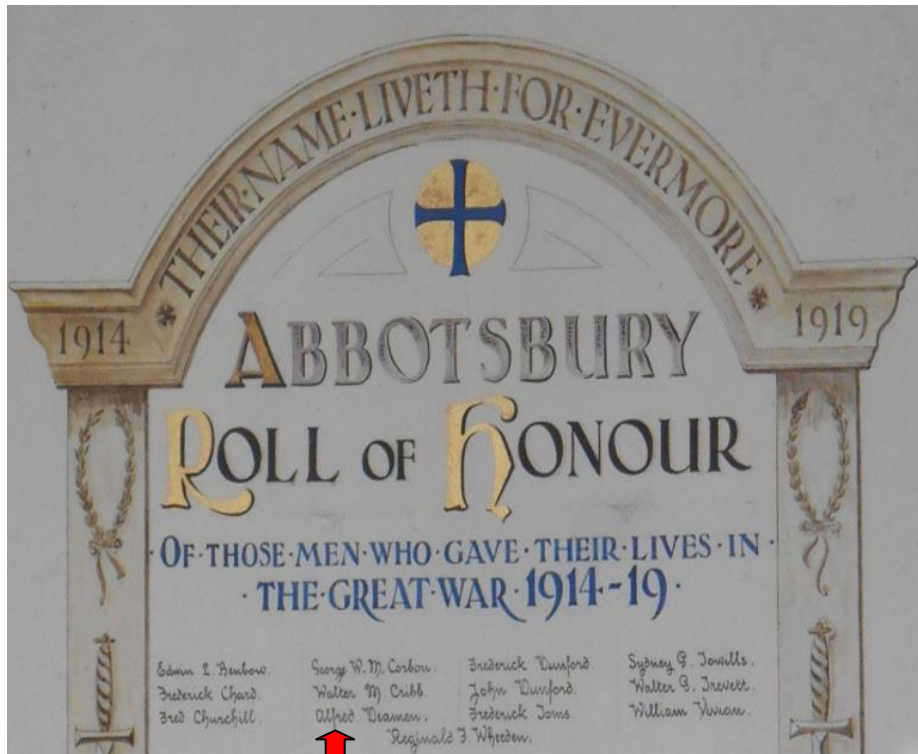 THEIR·NAME·LIVETH·FOR·EVERMORE
1914 1919
ABBOTSBURY
ROLL OF HONOUR
·OF·THOSE·MEN·WHO·GAVE·THEIR·LIVES·IN·
·THE·GREAT·WAR·1914-19·
Edwin L. Benbow. George W. M. Corbou. Frederick Dunford. Sydney G. Towills.
Frederick Chard. Walter M. Cribb. John Dunford. Walter G. Trevett.
Fred Churchill. Alfred Deamen. Frederick Toms. William Vivian.
Reginald F. Wheeden.